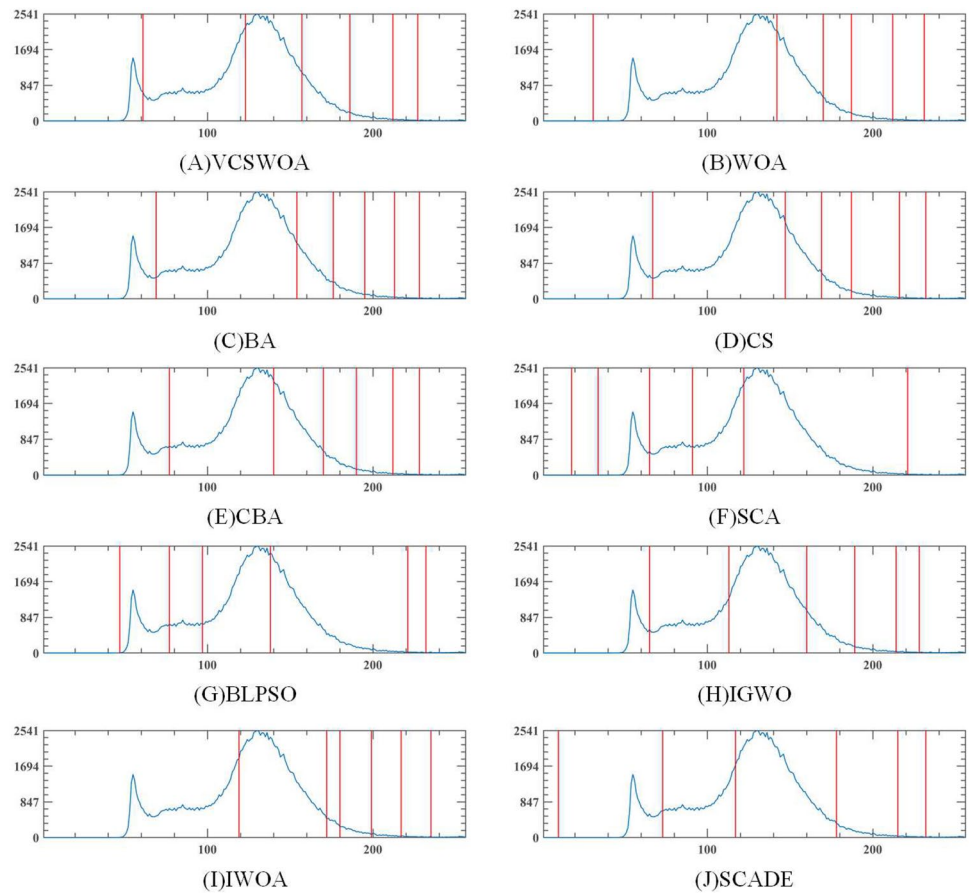 2541 2541
1694 1694
847 847
0 0
100 200 100 200
(A)VCSWOA (B)WOA
2541 2541
1694 1694
847 847
0 0
100 200 100 200
(C)BA (D)CS
2541 2541
1694 1694
847 847
0 0
100 200 100 200
(E)CBA (F)SCA
2541 2541
1694 1694
847 847
0 0
100 200 100 200
(G)BLPSO (H)IGWO
2541 2541
1694 1694
847 847
0 0
100 200 100 200
(I)IWOA (J)SCADE